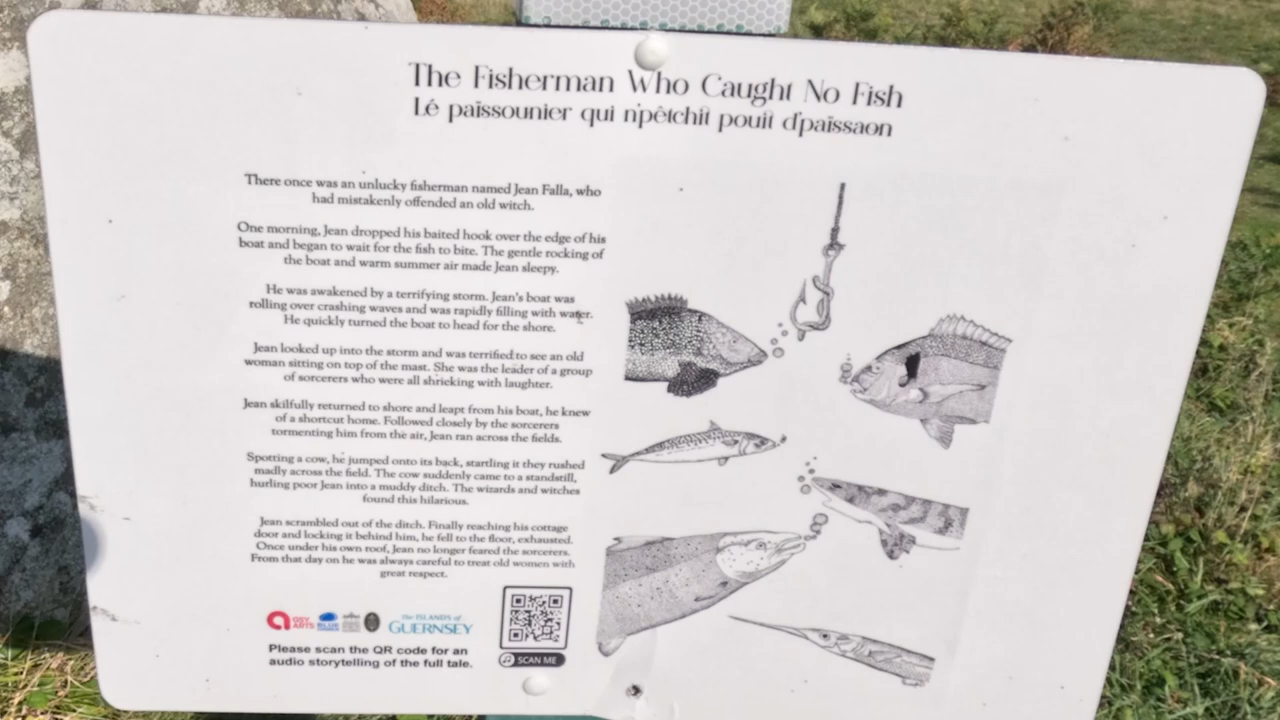 The Fisherman Who Caught No Fish
Lé païssounier qui n'pêtchit pouit d'païssaon
There once was an unlucky fisherman named Jean Falla, who
had mistakenly offended an old witch.
One morning, Jean dropped his baited hook over the edge of his
boat and began to wait for the fish to bite. The gentle rocking of
the boat and warm summer air made Jean sleepy.
He was awakened by a terrifying storm. Jean's boat was
rolling over crashing waves and was rapidly filling with water.
He quickly turned the boat to head for the shore.
Jean looked up into the storm and was terrified to see an old
woman sitting on top of the mast. She was the leader of a group
of sorcerers who were all shrieking with laughter.
Jean skilfully returned to shore and leapt from his boat, he knew
of a shortcut home. Followed closely by the sorcerers
tormenting him from the air, Jean ran across the fields.
Spotting a cow, he jumped onto its back, startling it they rushed
madly across the field. The cow suddenly came to a standstill,
hurling poor Jean into a muddy ditch. The wizards and witches
found this hilarious.
Jean scrambled out of the ditch. Finally reaching his cottage
door and locking it behind him, he fell to the floor, exhausted.
Once under his own roof, Jean no longer feared the sorcerers.
From that day on he was always careful to treat old women with
great respect.
GSY
ARTS
BLUE
The ISLANDS of
GUERNSEY
Please scan the QR code for an
audio storytelling of the full tale.
SCAN ME